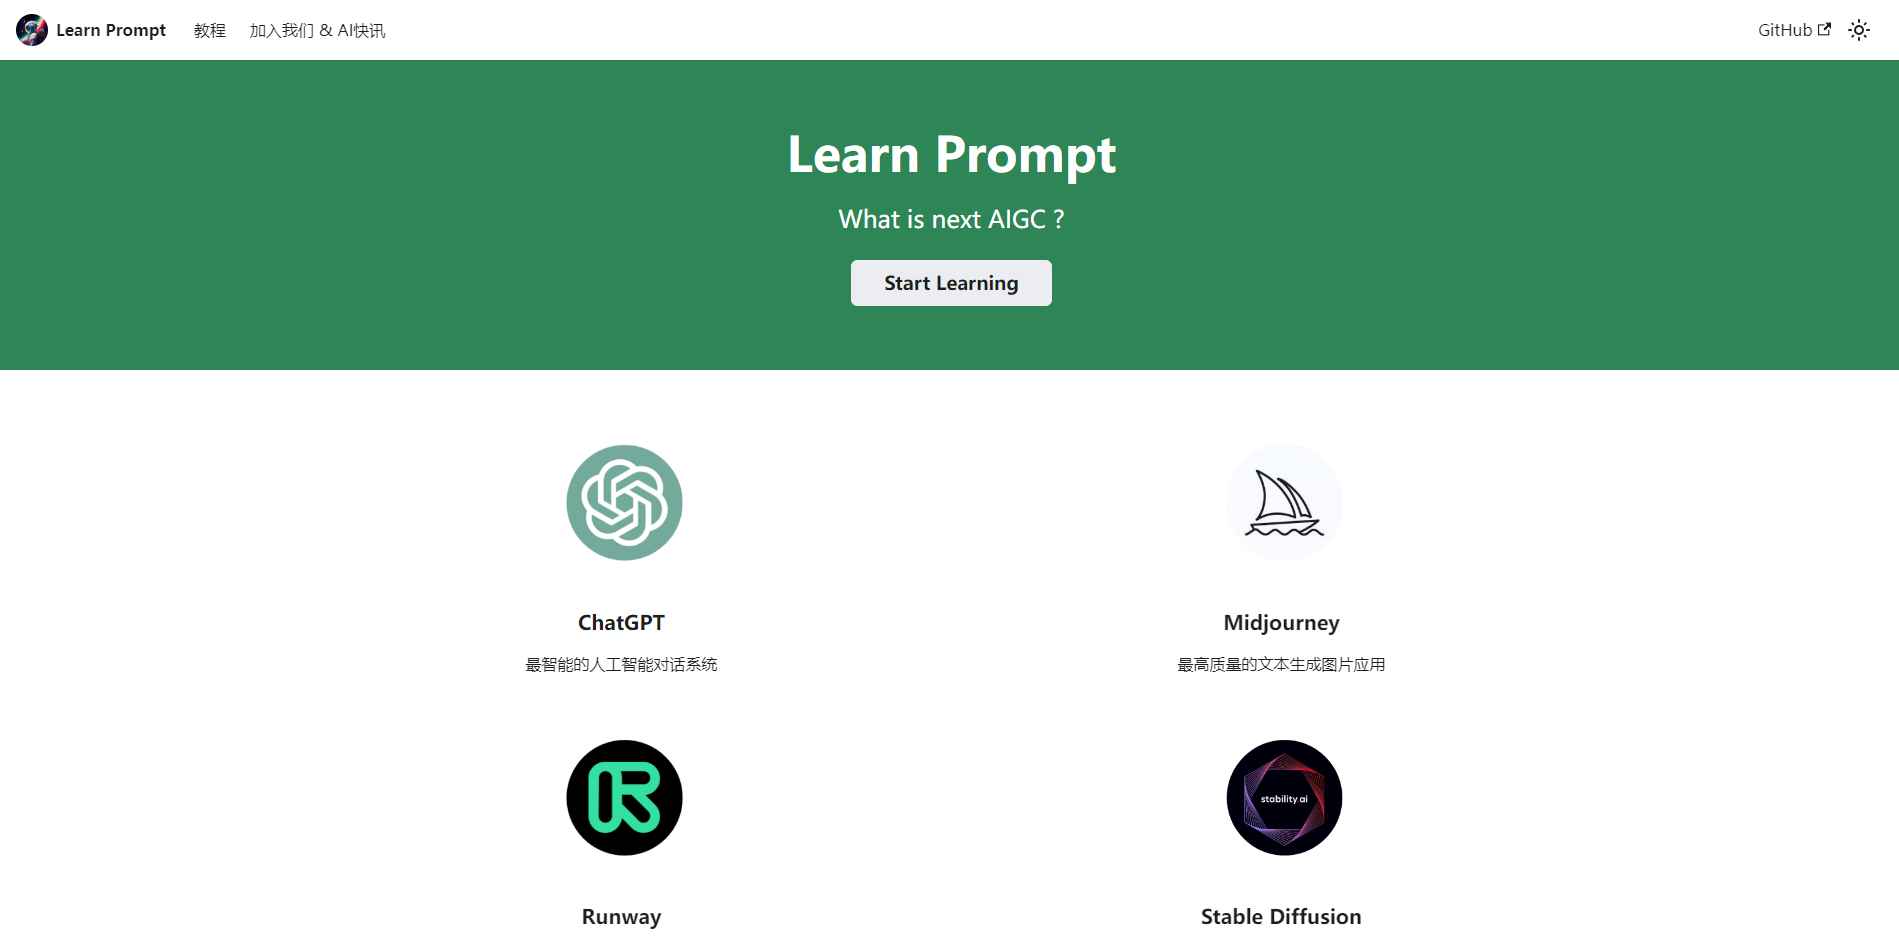 Learn Prompt 教程 加入我们 & AI快讯 GitHub
Learn Prompt
What is next AIGC ?
Start Learning
ChatGPT
最智能的人工智能对话系统
Midjourney
最高质量的文本生成图片应用
stability.ai
Runway
Stable Diffusion